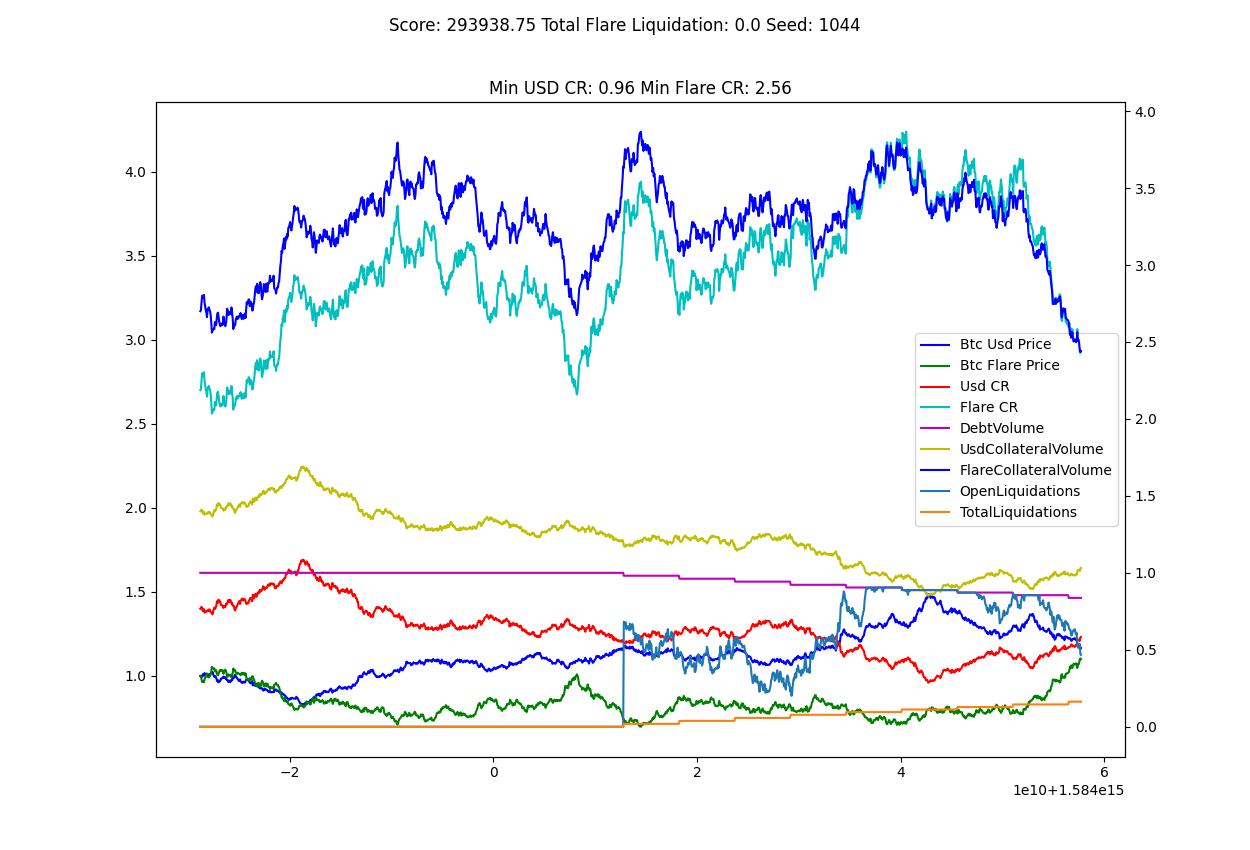 Score: 293938.75 Total Flare Liquidation: 0.0 Seed: 1044
Min USD CR: 0.96 Min Flare CR: 2.56
4.0
3.5
3.0
2.5
2.0
1.5
1.0
4.0
3.5
3.0
2.5
2.0
1.5
1.0
0.5
0.0
Btc Usd Price
Btc Flare Price
Usd CR
Flare CR
DebtVolume
UsdCollateralVolume
FlareCollateralVolume
OpenLiquidations
TotalLiquidations
−2 0 2 4 6
1e10+1.584e15